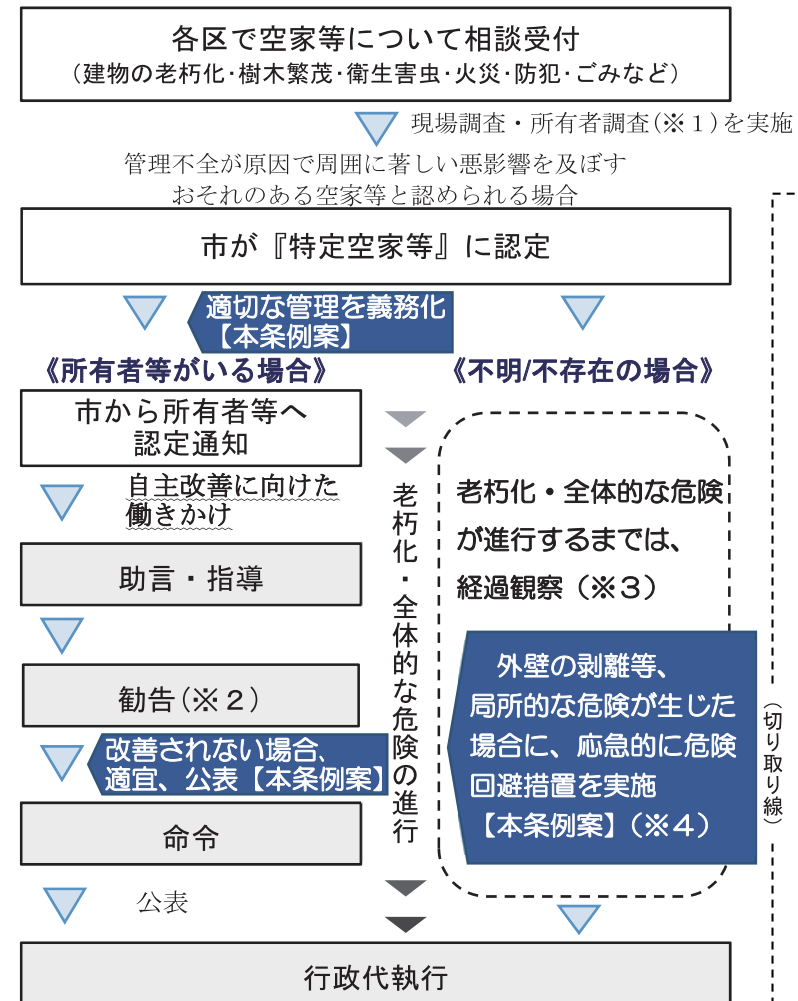 各区で空家等について相談受付
（建物の老朽化・樹木繁茂・衛生害虫・火災・防犯・ごみなど）
現場調査・所有者調査（※１）を実施
管理不全が原因で周囲に著しい悪影響を及ぼす
おそれのある空家等と認められる場合
市が『特定空家等』に認定
適切な管理を義務化
【本条例案】
《所有者等がいる場合》
《不明/不存在の場合》
市から所有者等へ
認定通知
自主改善に向けた
働きかけ
助言・指導
勧告（※２）
改善されない場合、
適宜、公表【本条例案】
命令
公表
老朽化・全体的な危険の進行
老朽化・全体的な危険
が進行するまでは、
経過観察（※３）
外壁の剥離等、
局所的な危険が生じた
場合に、応急的に危険
回避措置を実施
【本条例案】（※４）
（切り取り線）
行政代執行